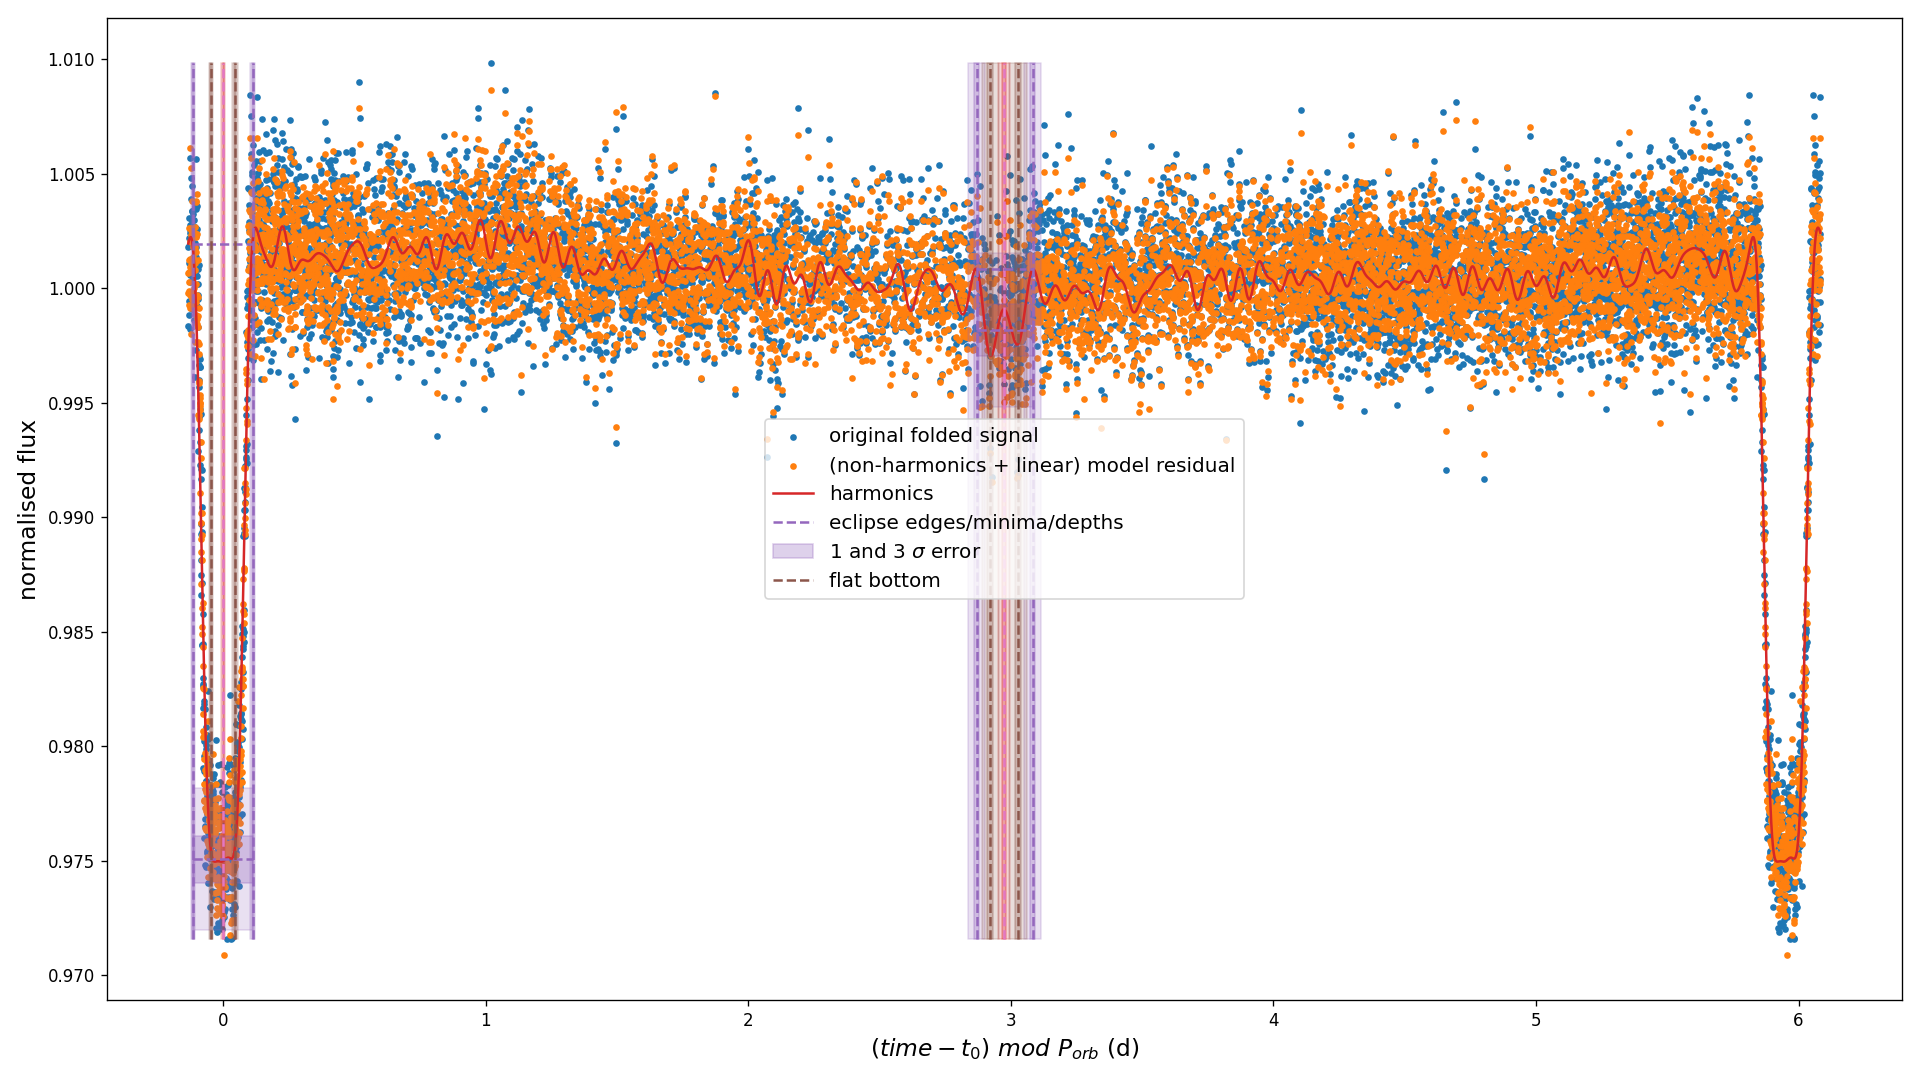 1.010
1.005
1.000
0.995
0.990
0.985
0.980
0.975
0.970
normalised flux
original folded signal
(non-harmonics + linear) model residual
harmonics
eclipse edges/minima/depths
1 and 3 σ error
flat bottom
0 1 2 3 4 5 6
(time − t₀) mod Pₒᵣᵦ (d)